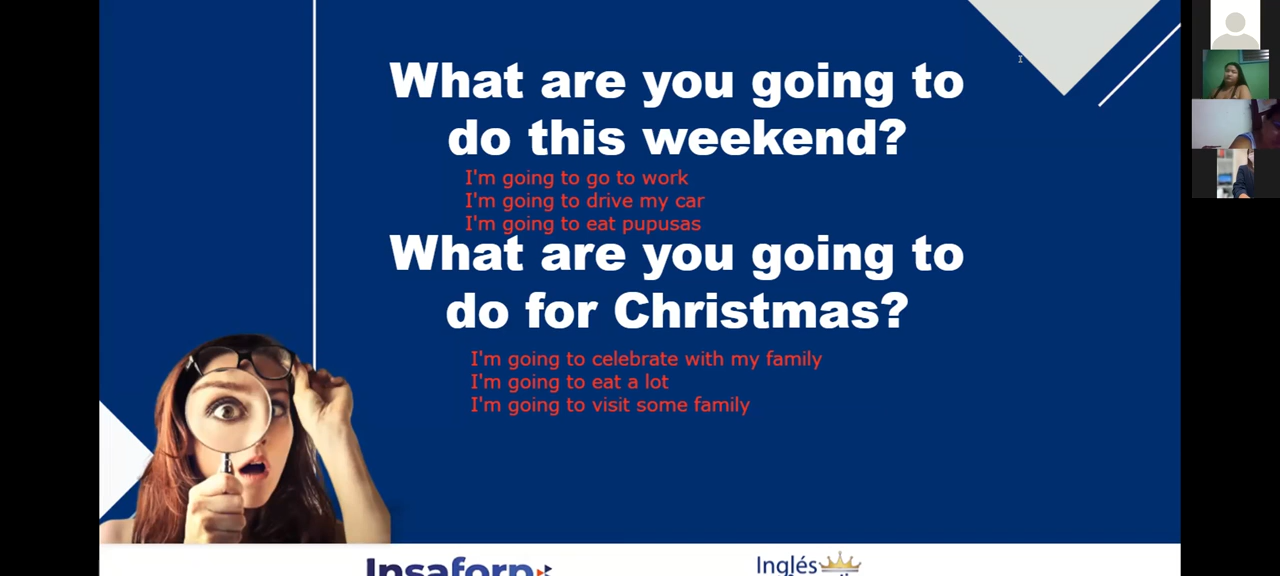 What are you going to
do this weekend?
I'm going to go to work
I'm going to drive my car
I'm going to eat pupusas
What are you going to
do for Christmas?
I'm going to celebrate with my family
I'm going to eat a lot
I'm going to visit some family
Insaforp
Inglés